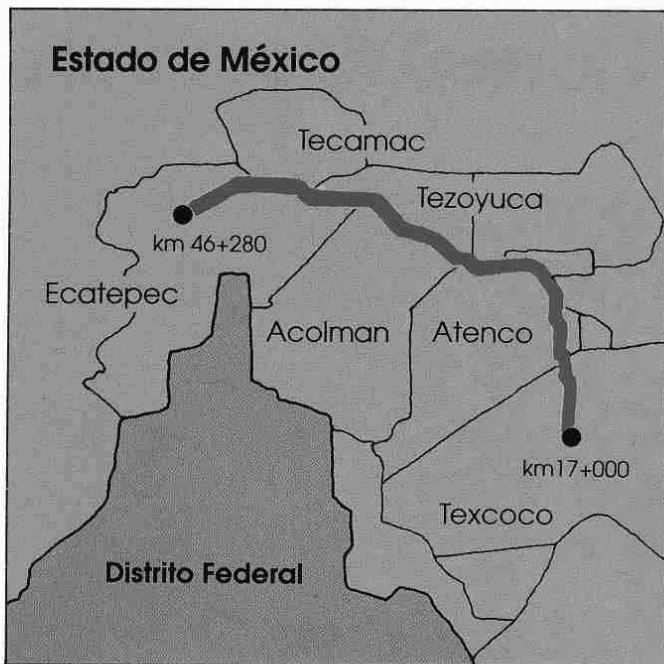 Estado de México
Tecamac
Tezoyuca
km 46+280
Ecatepec
Acolman
Atenco
km17+000
Texcoco
Distrito Federal